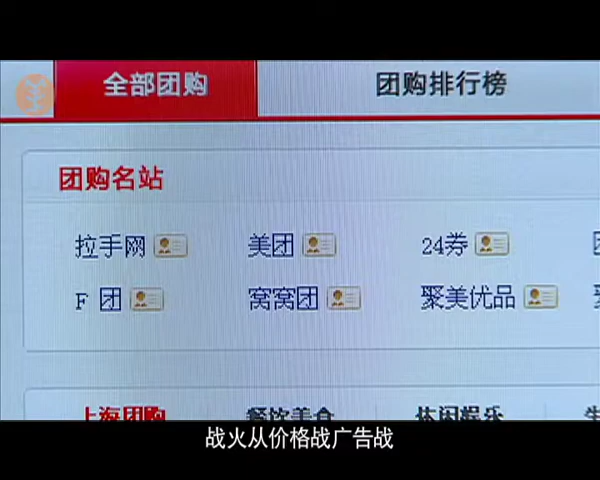 全部团购 团购排行榜
团购名站
拉手网 美团 24券
F 团 窝窝团 聚美优品
上海团购 餐饮美食 休闲娱乐
战火从价格战广告战